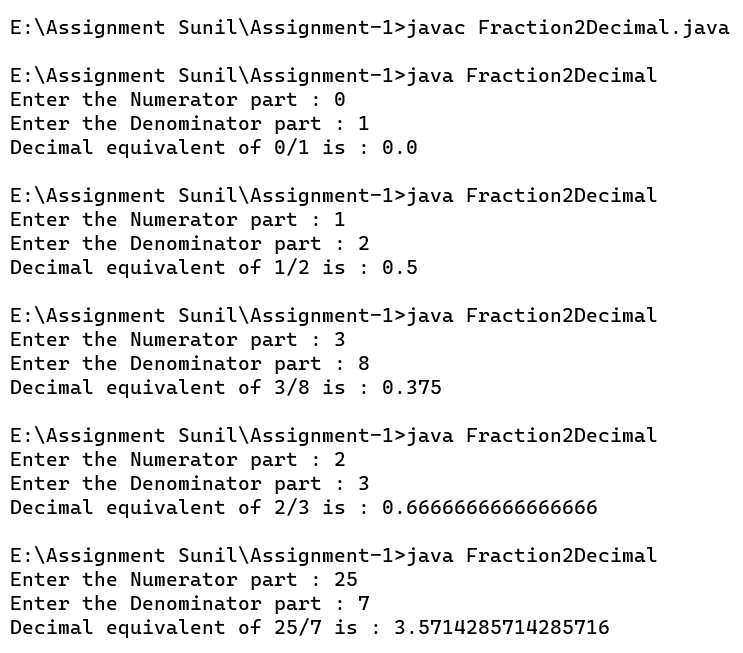 E:\Assignment Sunil\Assignment-1>javac Fraction2Decimal.java
E:\Assignment Sunil\Assignment-1>java Fraction2Decimal
Enter the Numerator part : 0
Enter the Denominator part : 1
Decimal equivalent of 0/1 is : 0.0
E:\Assignment Sunil\Assignment-1>java Fraction2Decimal
Enter the Numerator part : 1
Enter the Denominator part : 2
Decimal equivalent of 1/2 is : 0.5
E:\Assignment Sunil\Assignment-1>java Fraction2Decimal
Enter the Numerator part : 3
Enter the Denominator part : 8
Decimal equivalent of 3/8 is : 0.375
E:\Assignment Sunil\Assignment-1>java Fraction2Decimal
Enter the Numerator part : 2
Enter the Denominator part : 3
Decimal equivalent of 2/3 is : 0.6666666666666666
E:\Assignment Sunil\Assignment-1>java Fraction2Decimal
Enter the Numerator part : 25
Enter the Denominator part : 7
Decimal equivalent of 25/7 is : 3.5714285714285716